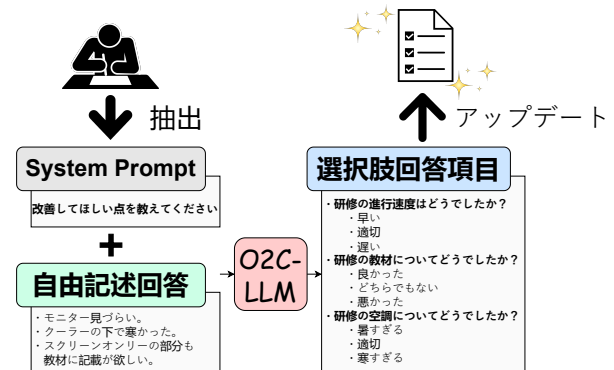 抽出
アップデート
System Prompt
改善してほしい点を教えてください
+
自由記述回答
・モニター見づらい。
・クーラーの下で寒かった。
・スクリーンオンリーの部分も
教材に記載が欲しい。
O2C-
LLM
選択肢回答項目
・研修の進行速度はどうでしたか？
・早い
・適切
・遅い
・研修の教材についてどうでしたか？
・良かった
・どちらでもない
・悪かった
・研修の空調についてどうでしたか？
・暑すぎる
・適切
・寒すぎる